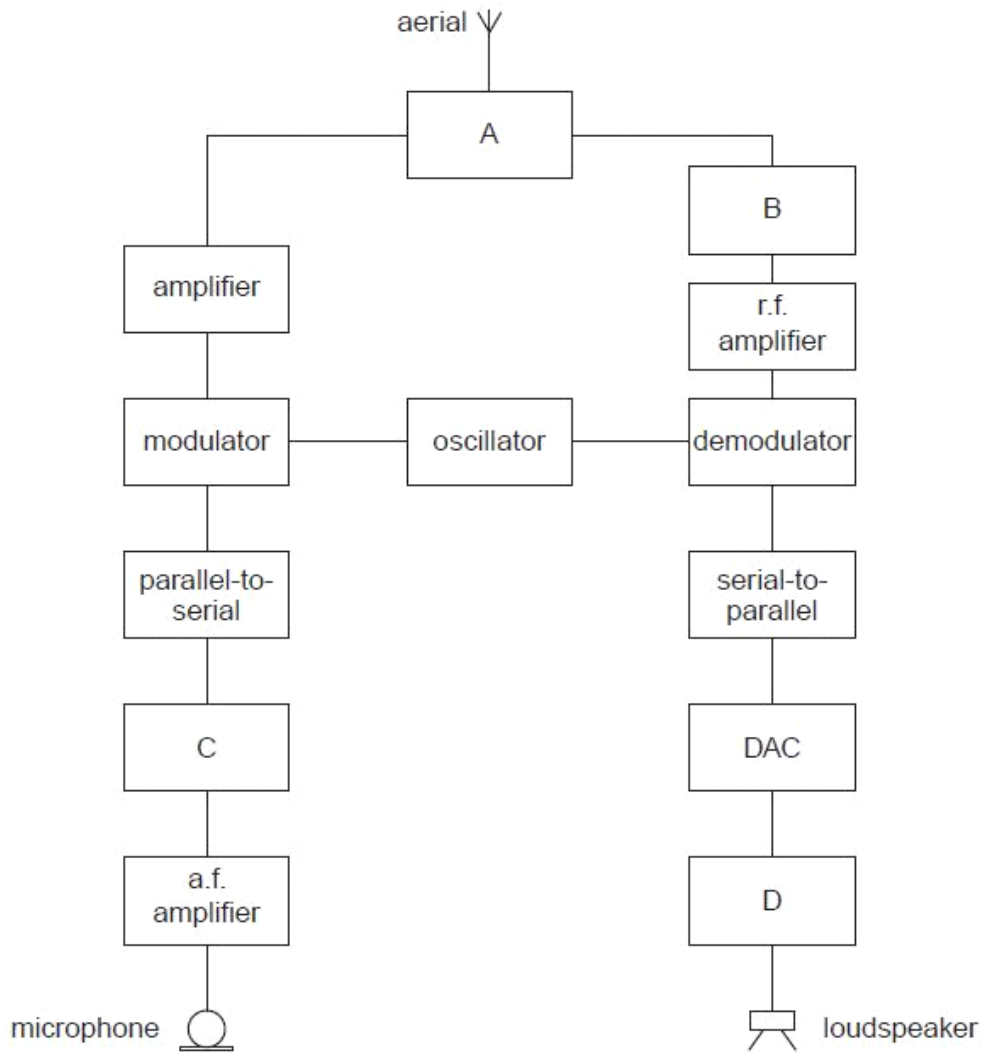 aerial
A
B
amplifier
r.f.
amplifier
modulator
oscillator
demodulator
parallel-to-
serial
serial-to-
parallel
C
DAC
a.f.
amplifier
D
microphone
loudspeaker